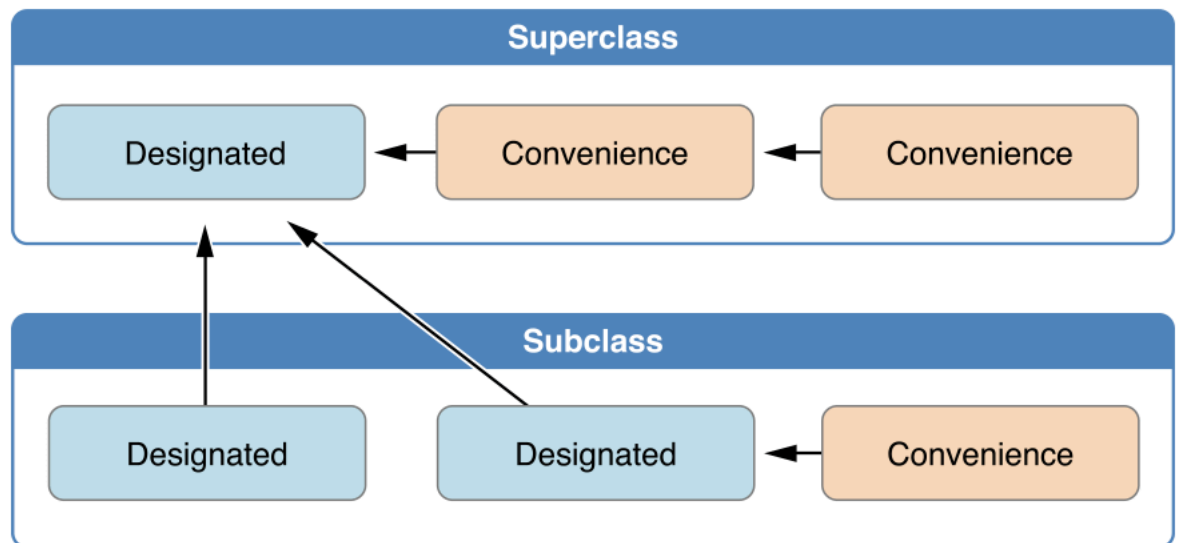 Superclass
Designated
Convenience
Convenience
Subclass
Designated
Designated
Convenience